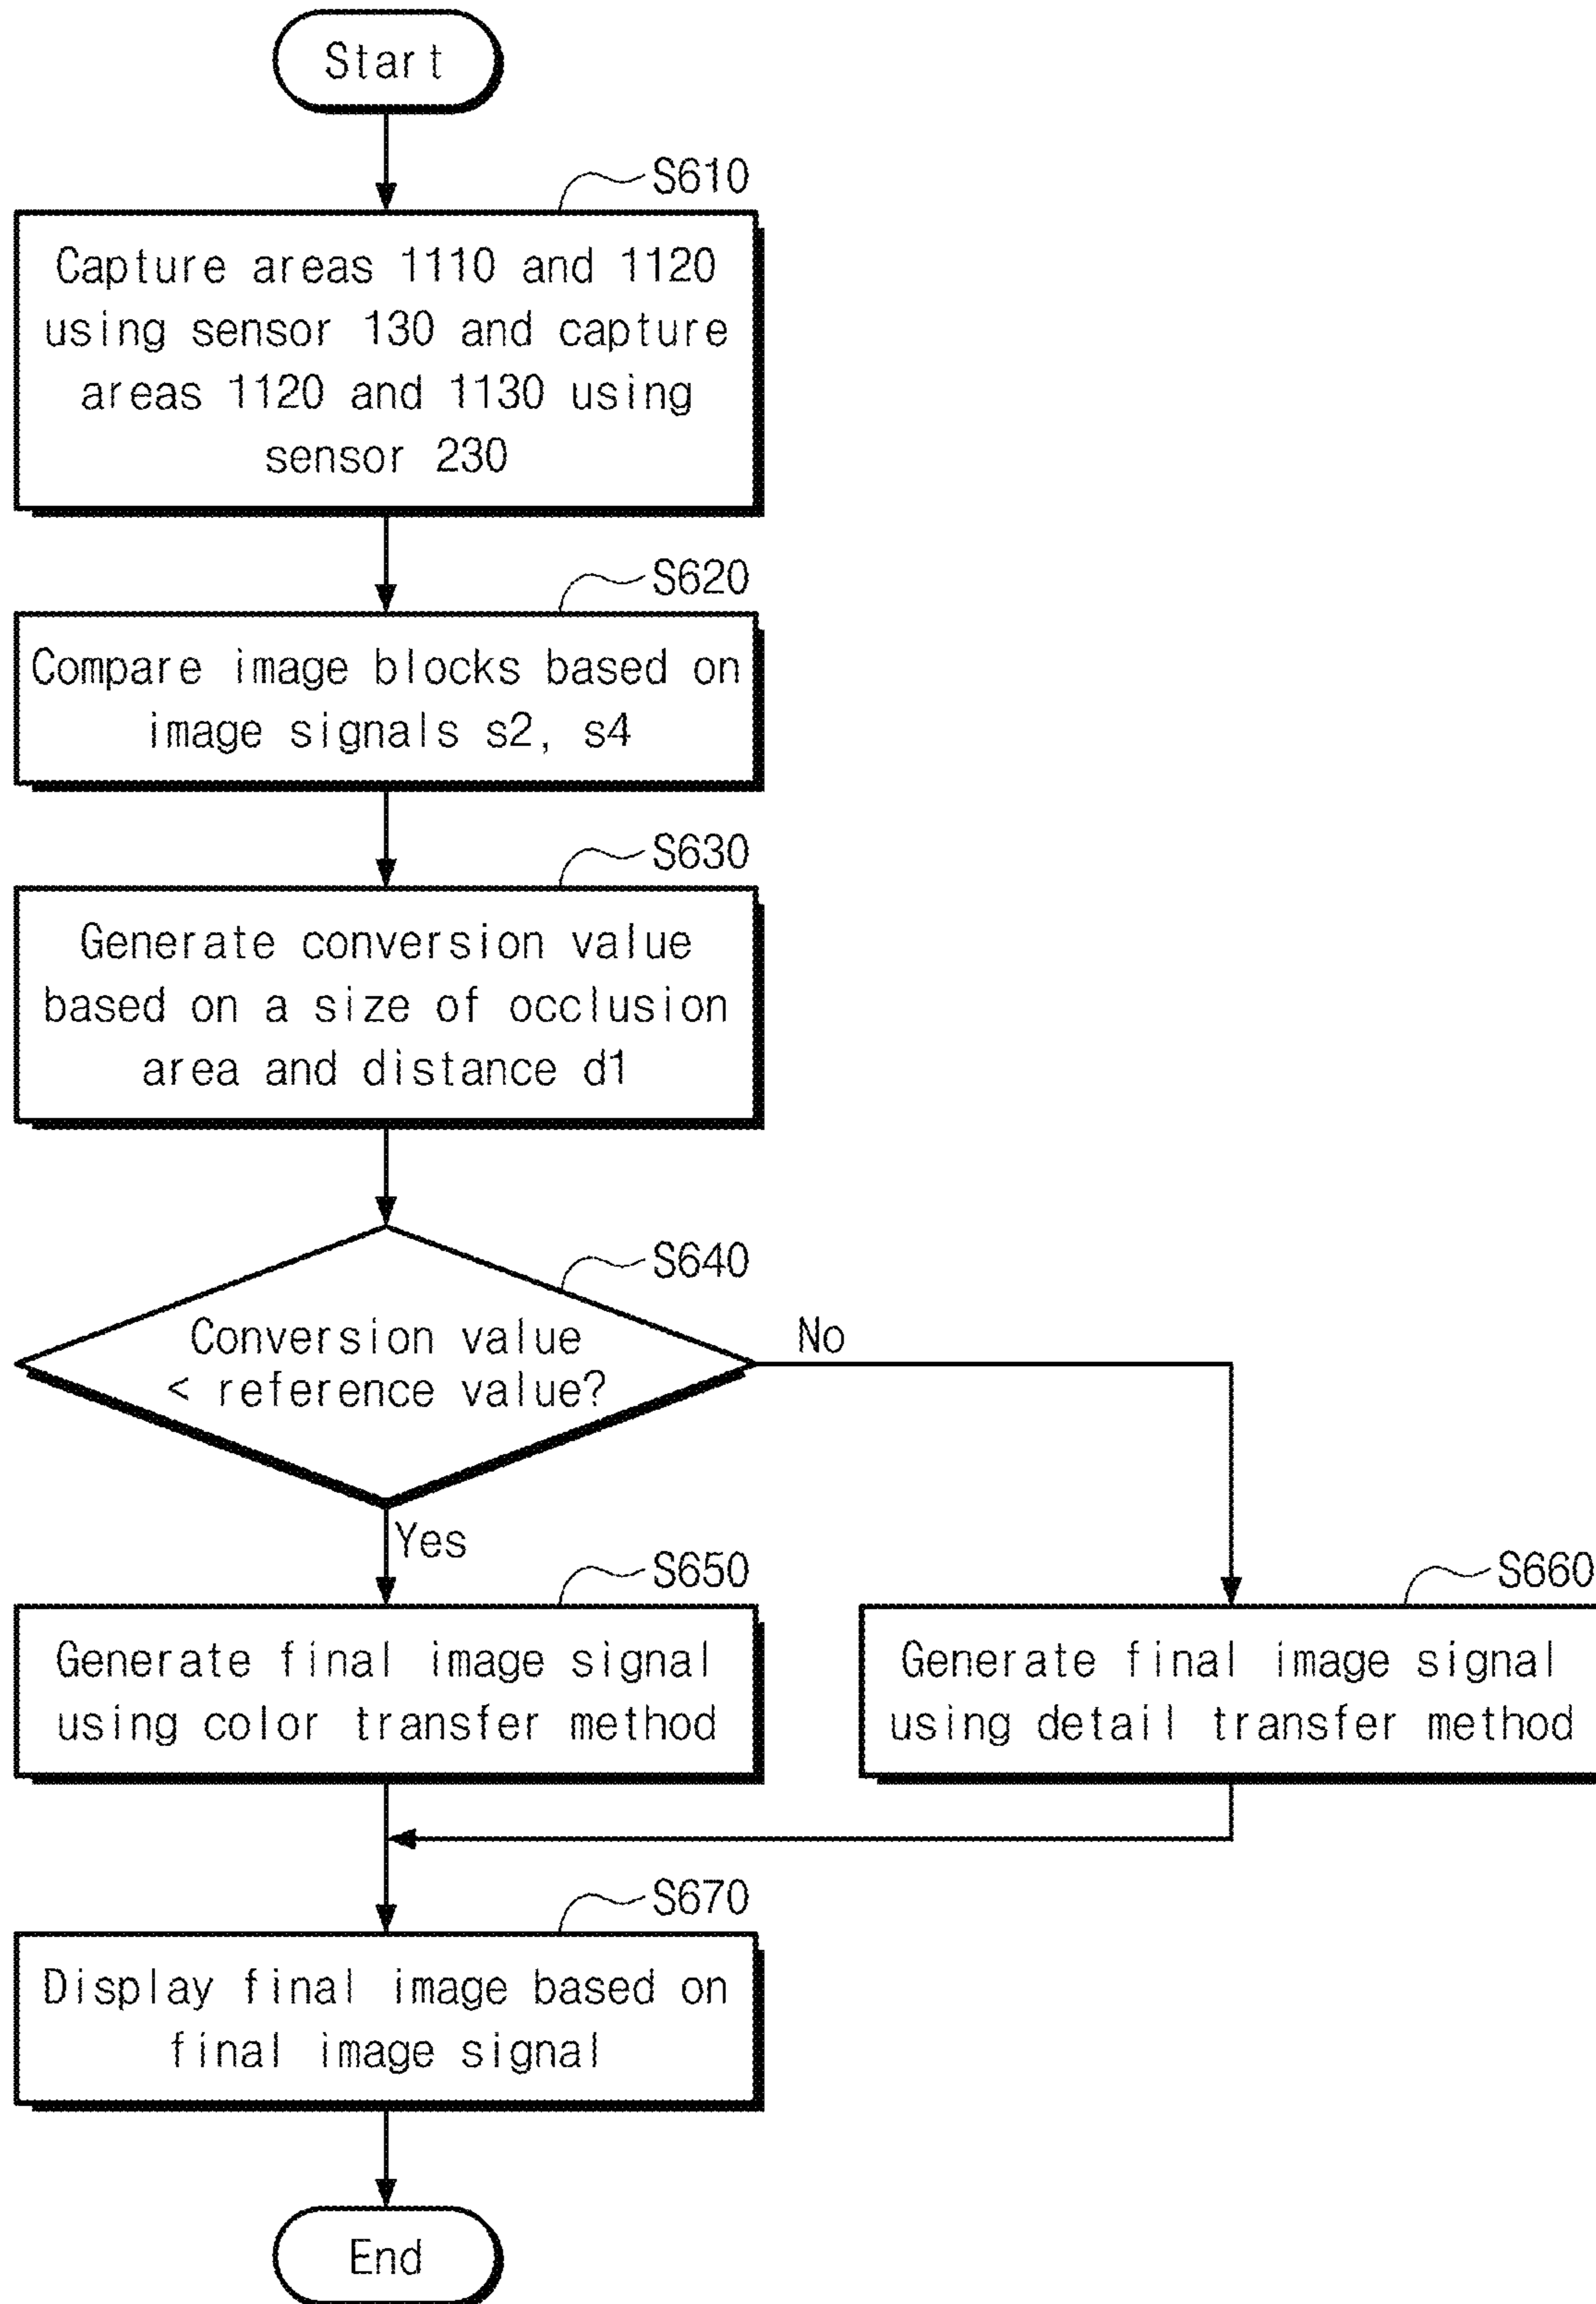 Start
S610
Capture areas 1110 and 1120
using sensor 130 and capture
areas 1120 and 1130 using
sensor 230
S620
Compare image blocks based on
image signals s2, s4
S630
Generate conversion value
based on a size of occlusion
area and distance d1
S640
Conversion value
< reference value?
No
Yes
S650
Generate final image signal
using color transfer method
S660
Generate final image signal
using detail transfer method
S670
Display final image based on
final image signal
End